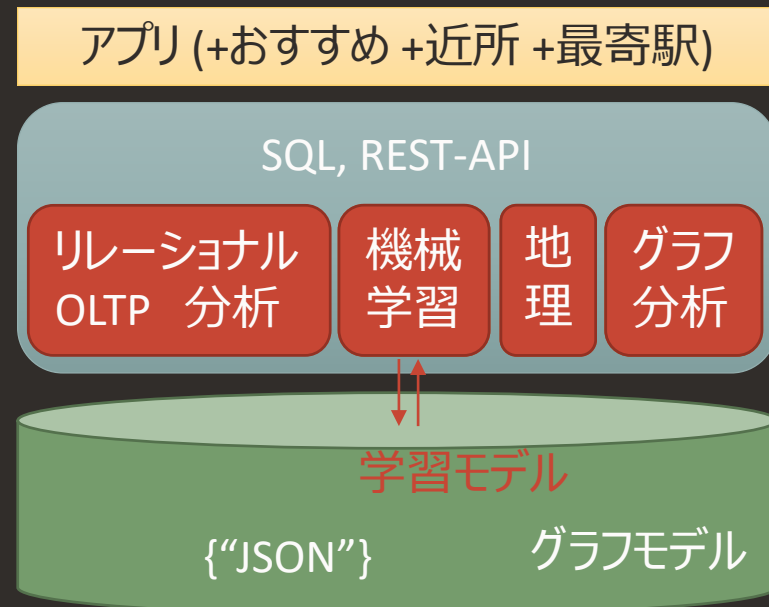 アプリ (+おすすめ +近所 +最寄駅)
SQL, REST-API
リレーショナル
OLTP 分析
機械
学習
地
理
グラフ
分析
学習モデル
{“JSON”}
グラフモデル